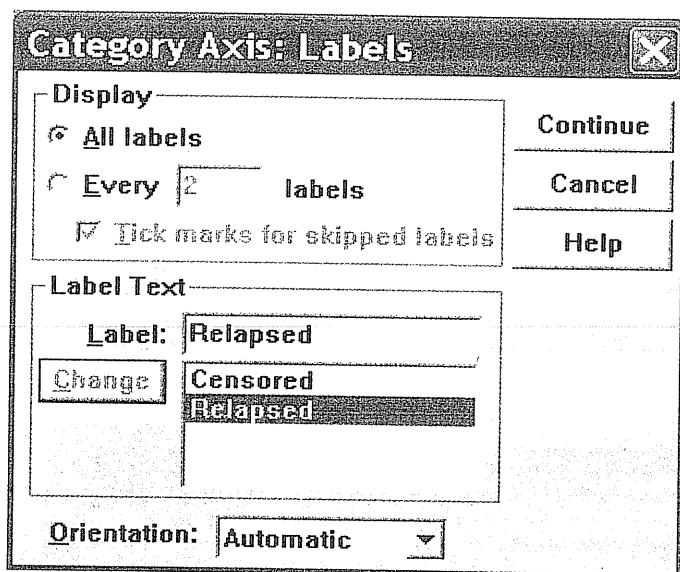 Category Axis: Labels
Display
All labels
Every 2 labels
Tick marks for skipped labels
Continue
Cancel
Help
Label Text
Label: Relapsed
Change
Censored
Relapsed
Orientation: Automatic